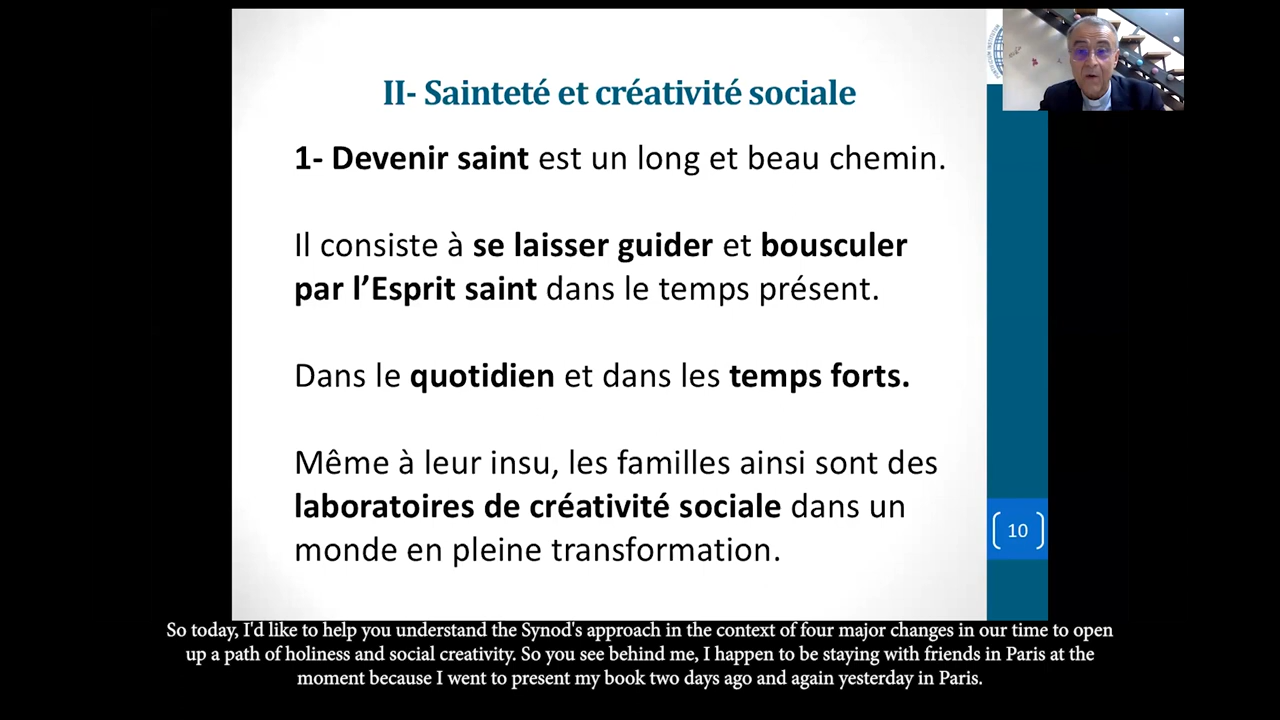 II- Sainteté et créativité sociale
1- Devenir saint est un long et beau chemin.
Il consiste à se laisser guider et bousculer
par l’Esprit saint dans le temps présent.
Dans le quotidien et dans les temps forts.
Même à leur insu, les familles ainsi sont des
laboratoires de créativité sociale dans un
monde en pleine transformation.
10
So today, I'd like to help you understand the Synod's approach in the context of four major changes in our time to open
up a path of holiness and social creativity. So you see behind me, I happen to be staying with friends in Paris at the
moment because I went to present my book two days ago and again yesterday in Paris.